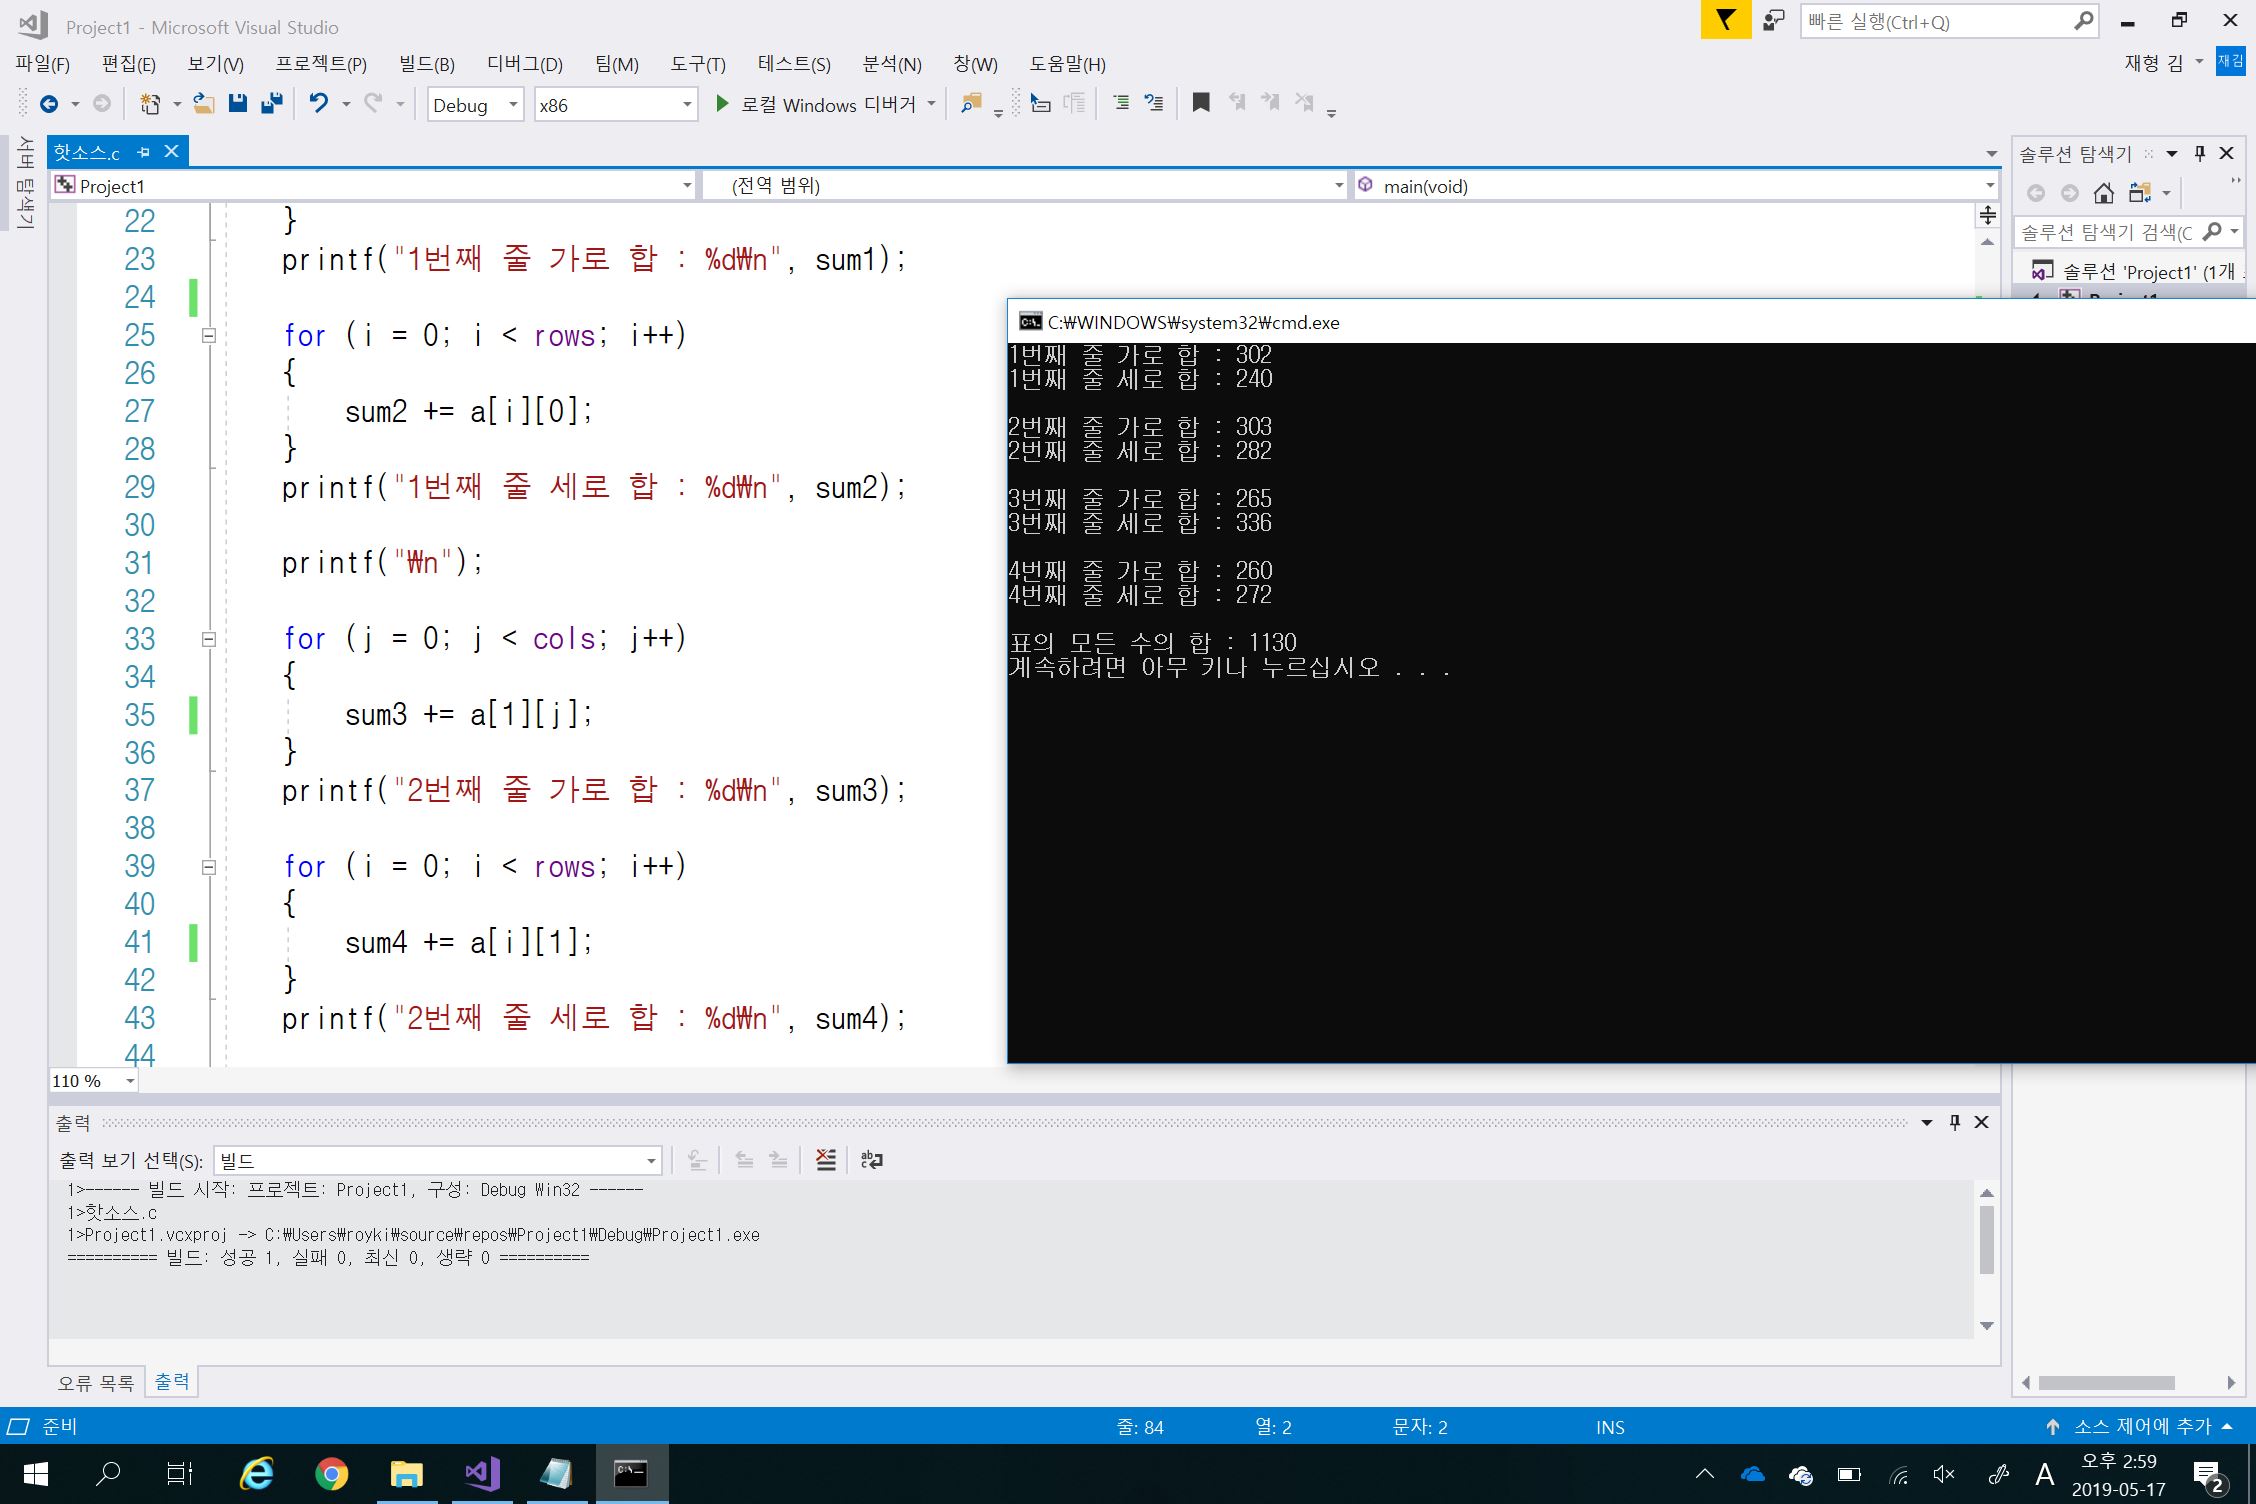 Project1 - Microsoft Visual Studio
빠른 실행(Ctrl+Q)
파일(F) 편집(E) 보기(V) 프로젝트(P) 빌드(B) 디버그(D) 팀(M) 도구(T) 테스트(S) 분석(N) 창(W) 도움말(H)
재형 김
재김
Debug x86 로컬 Windows 디버거
서버 탐색기
핫소스.c
Project1 (전역 범위) main(void)
22 }
23 printf("1번째 줄 가로 합 : %d₩n", sum1);
24
25 for (i = 0; i < rows; i++)
26 {
27 sum2 += a[i][0];
28 }
29 printf("1번째 줄 세로 합 : %d₩n", sum2);
30
31 printf("₩n");
32
33 for (j = 0; j < cols; j++)
34 {
35 sum3 += a[1][j];
36 }
37 printf("2번째 줄 가로 합 : %d₩n", sum3);
38
39 for (i = 0; i < rows; i++)
40 {
41 sum4 += a[i][1];
42 }
43 printf("2번째 줄 세로 합 : %d₩n", sum4);
44
110 %
솔루션 탐색기
솔루션 탐색기 검색(C
솔루션 'Project1' (1개
C:₩WINDOWS₩system32₩cmd.exe
1번째 줄 가로 합 : 302
1번째 줄 세로 합 : 240
2번째 줄 가로 합 : 303
2번째 줄 세로 합 : 282
3번째 줄 가로 합 : 265
3번째 줄 세로 합 : 336
4번째 줄 가로 합 : 260
4번째 줄 세로 합 : 272
표의 모든 수의 합 : 1130
계속하려면 아무 키나 누르십시오 . . .
출력
출력 보기 선택(S): 빌드
1>------ 빌드 시작: 프로젝트: Project1, 구성: Debug Win32 ------
1>핫소스.c
1>Project1.vcxproj -> C:₩Users₩royki₩source₩repos₩Project1₩Debug₩Project1.exe
========== 빌드: 성공 1, 실패 0, 최신 0, 생략 0 ==========
오류 목록 출력
준비 줄: 84 열: 2 문자: 2 INS 소스 제어에 추가
A
오후 2:59
2019-05-17
2